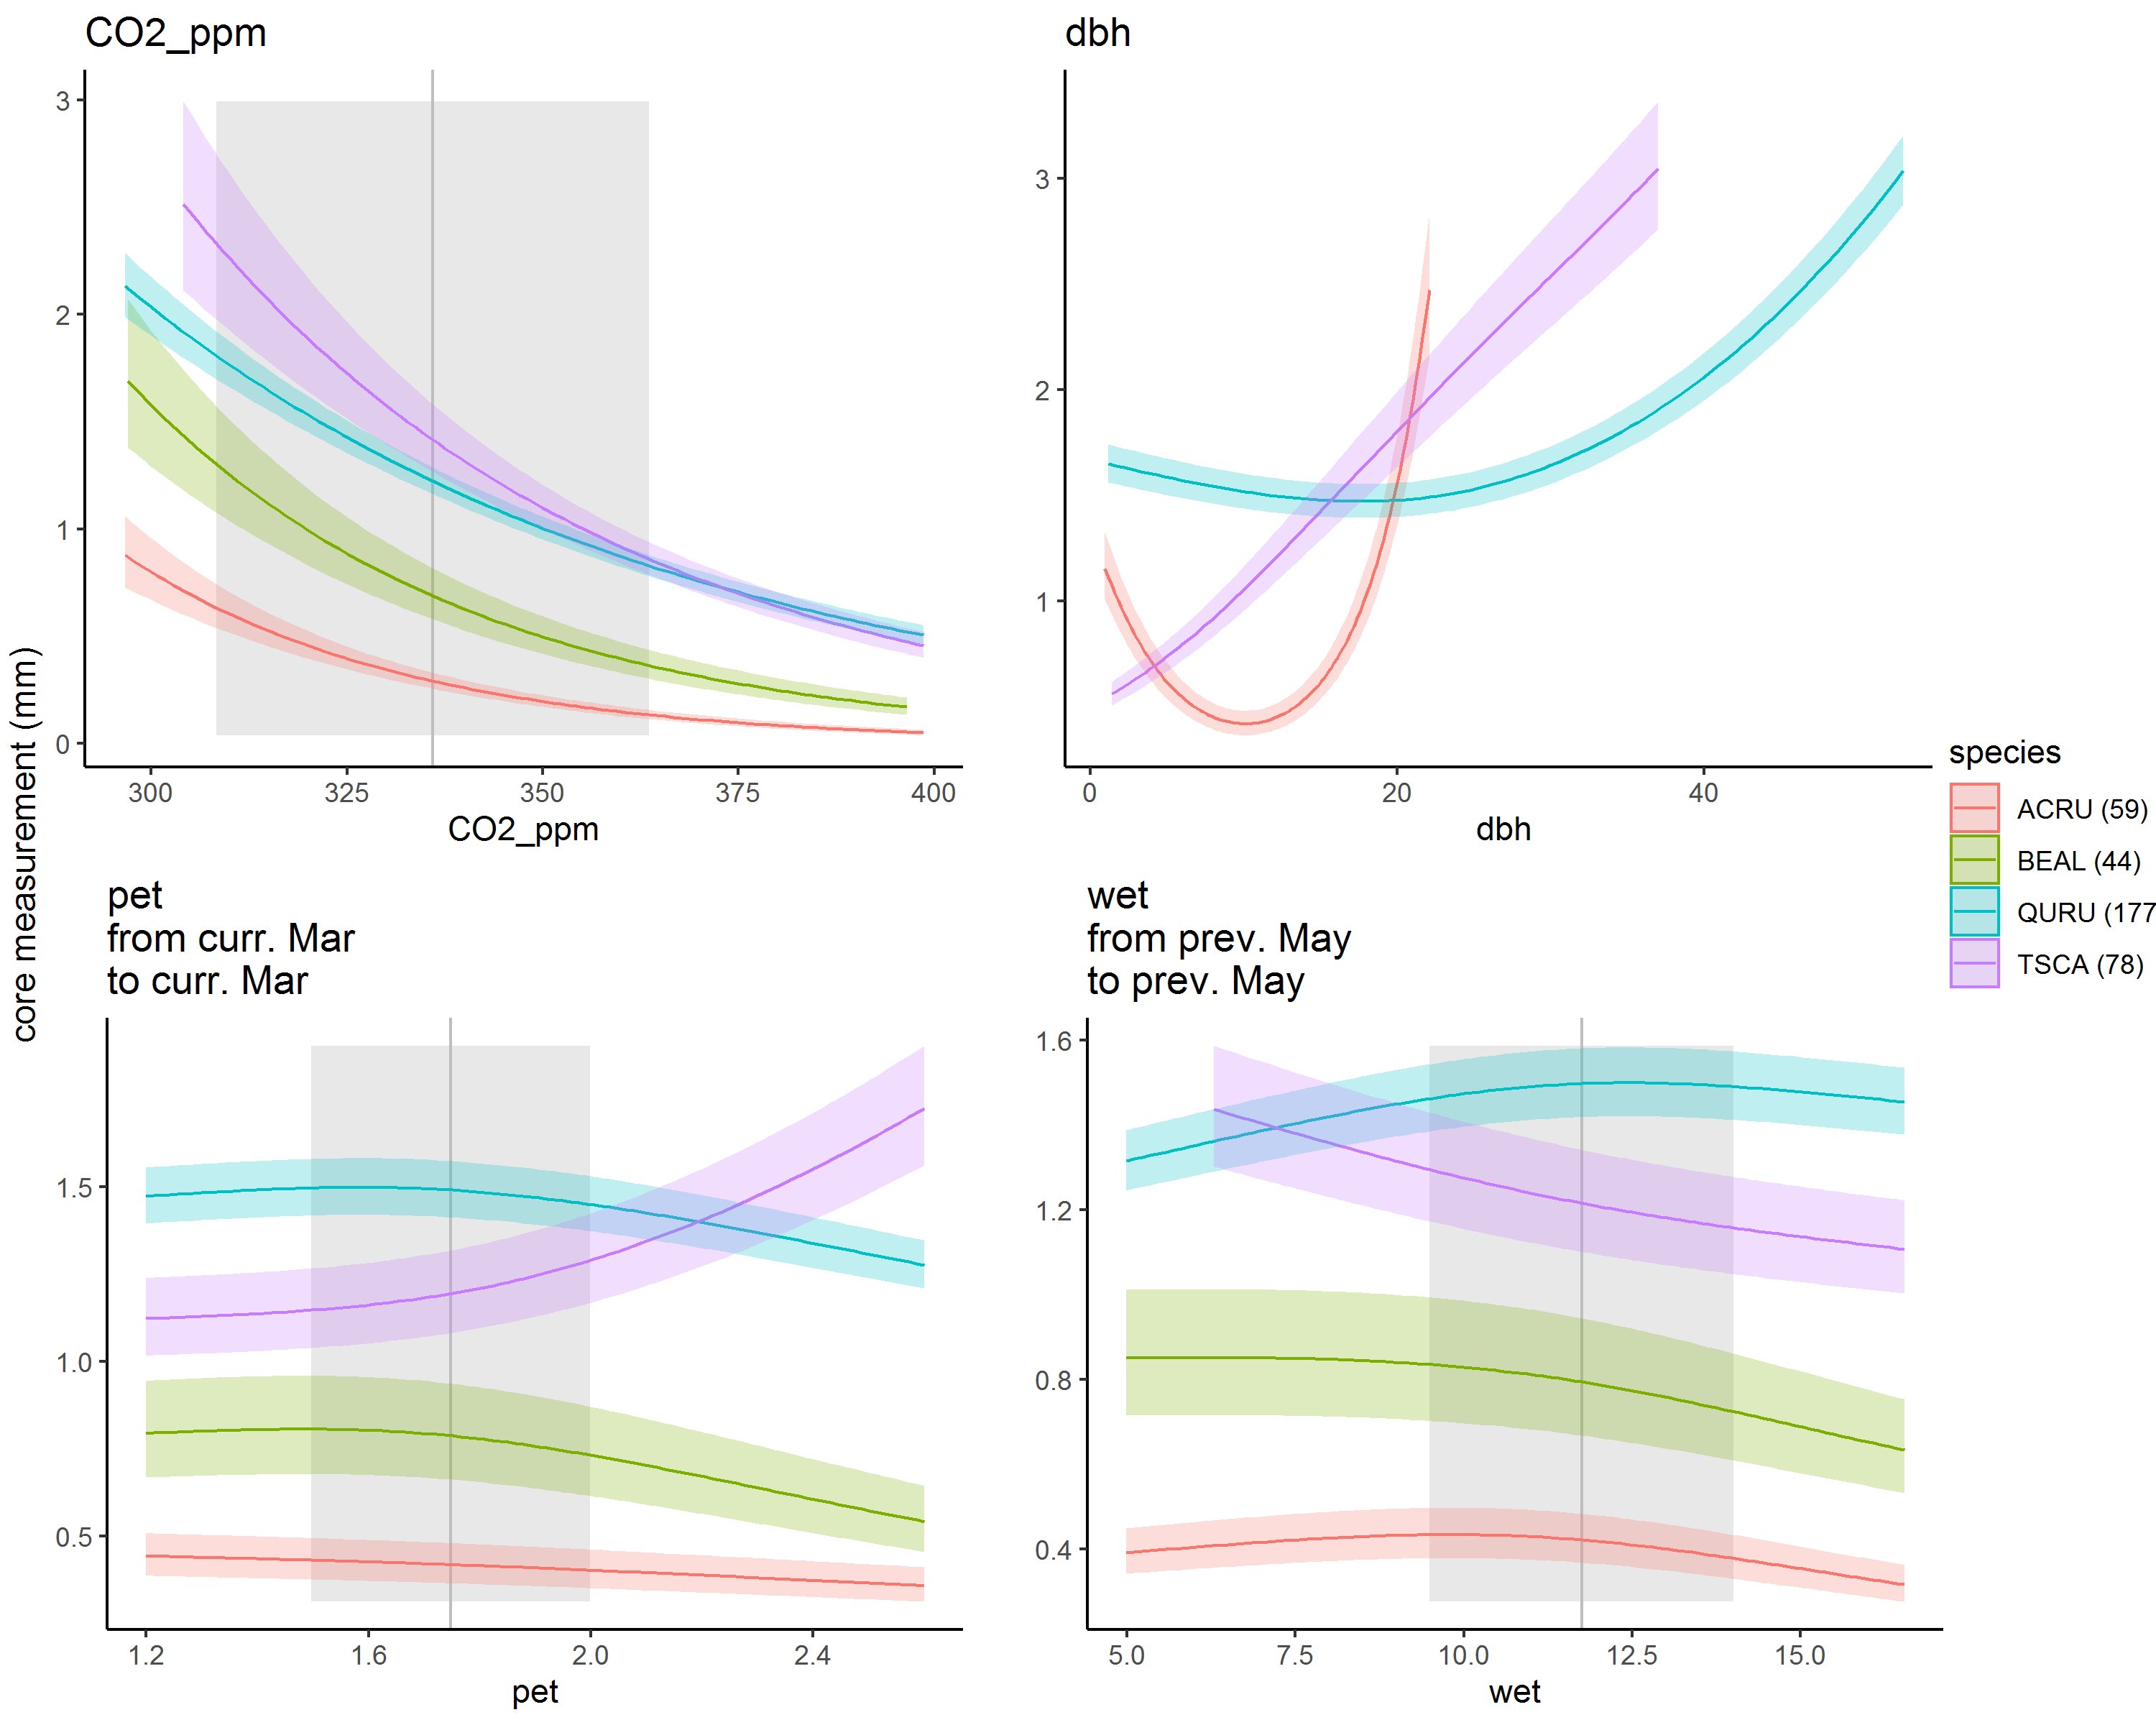 CO2_ppm
3
2
1
0
300 325 350 375 400
CO2_ppm
dbh
3
2
1
0 20 40
dbh
core measurement (mm)
pet
from curr. Mar
to curr. Mar
1.5
1.0
0.5
1.2 1.6 2.0 2.4
pet
wet
from prev. May
to prev. May
1.6
1.2
0.8
0.4
5.0 7.5 10.0 12.5 15.0
wet
species
ACRU (59)
BEAL (44)
QURU (177
TSCA (78)